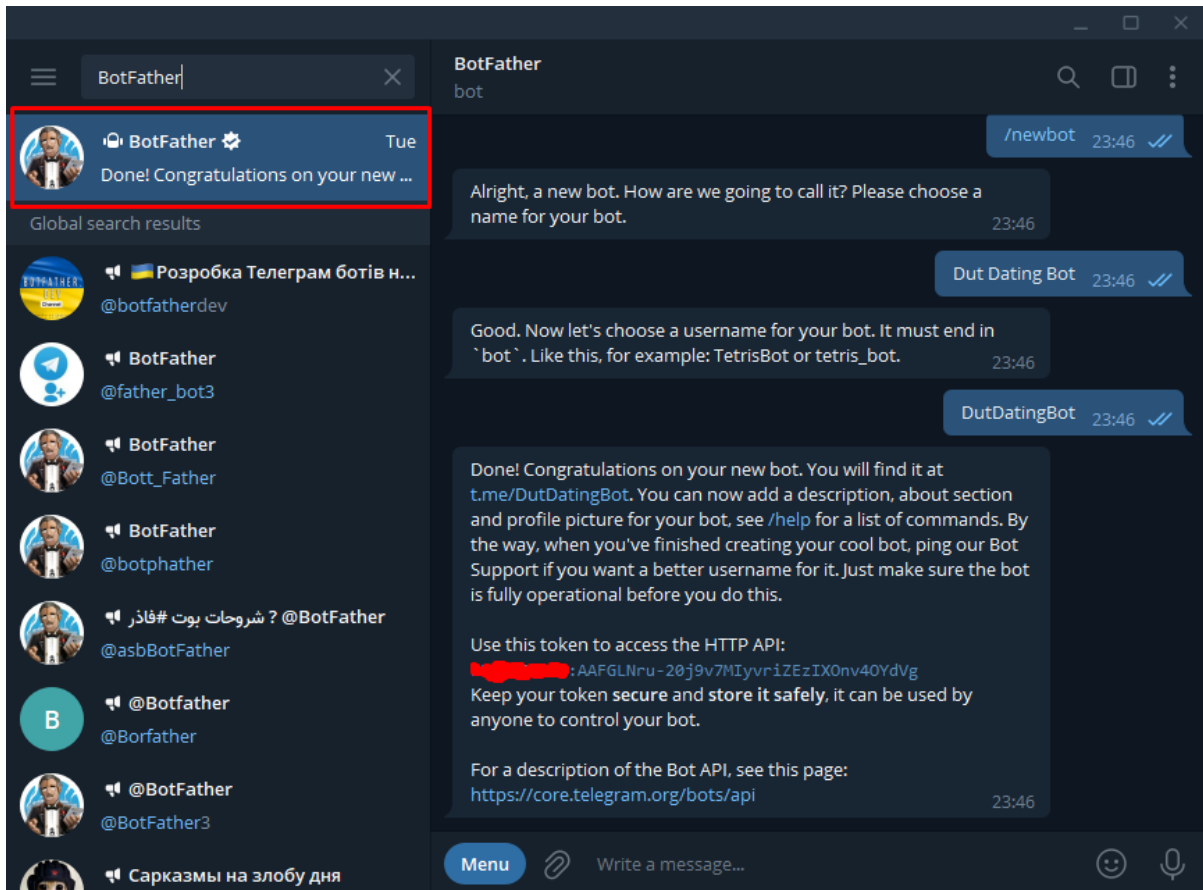 BotFather
BotFather
Tue
Done! Congratulations on your new ...
Global search results
Розробка Телеграм ботів н...
@botfatherdev
BotFather
@father_bot3
BotFather
@Bott_Father
BotFather
@botphather
@BotFather ? شروحات بوت #فاذر
@asbBotFather
B
@Botfather
@Borfather
@BotFather
@BotFather3
Сарказмы на злобу дня
BotFather
bot
/newbot 23:46
Alright, a new bot. How are we going to call it? Please choose a
name for your bot.
23:46
Dut Dating Bot 23:46
Good. Now let's choose a username for your bot. It must end in
`bot`. Like this, for example: TetrisBot or tetris_bot.
23:46
DutDatingBot 23:46
Done! Congratulations on your new bot. You will find it at
t.me/DutDatingBot. You can now add a description, about section
and profile picture for your bot, see /help for a list of commands. By
the way, when you've finished creating your cool bot, ping our Bot
Support if you want a better username for it. Just make sure the bot
is fully operational before you do this.
Use this token to access the HTTP API:
:AAFGLNru-20j9v7MIyvriZEzIXOnv4OYdVg
Keep your token secure and store it safely, it can be used by
anyone to control your bot.
For a description of the Bot API, see this page:
https://core.telegram.org/bots/api
23:46
Menu
Write a message...